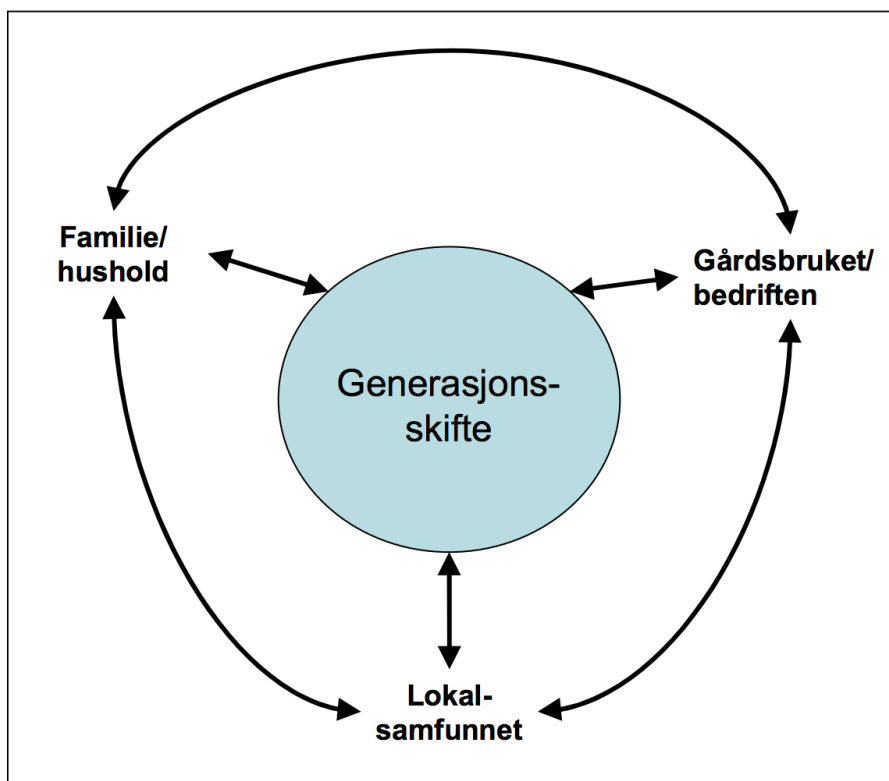 Familie/
hushold
Gårdsbruket/
bedriften
Generasjons-
skifte
Lokal-
samfunnet